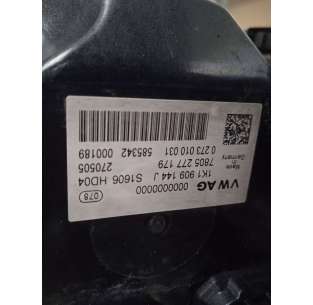 VW AG 0000000000
1K1 909 144 J S1606 HD04 078
7805 277 179 270505
0 273 010 031 585342 000189
Made in
Germany